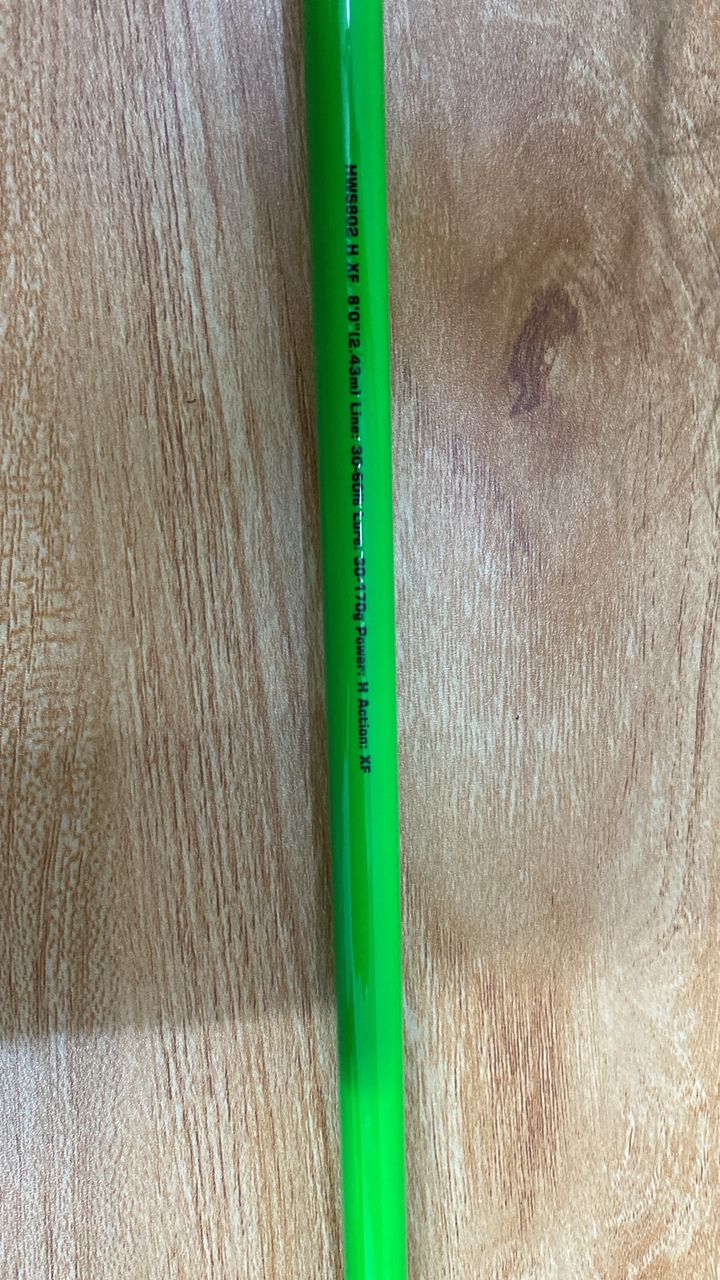 HWS802 H XF 8'0"(2.43m) Line: 30-60lb Lure: 30-170g Power: H Action: XF